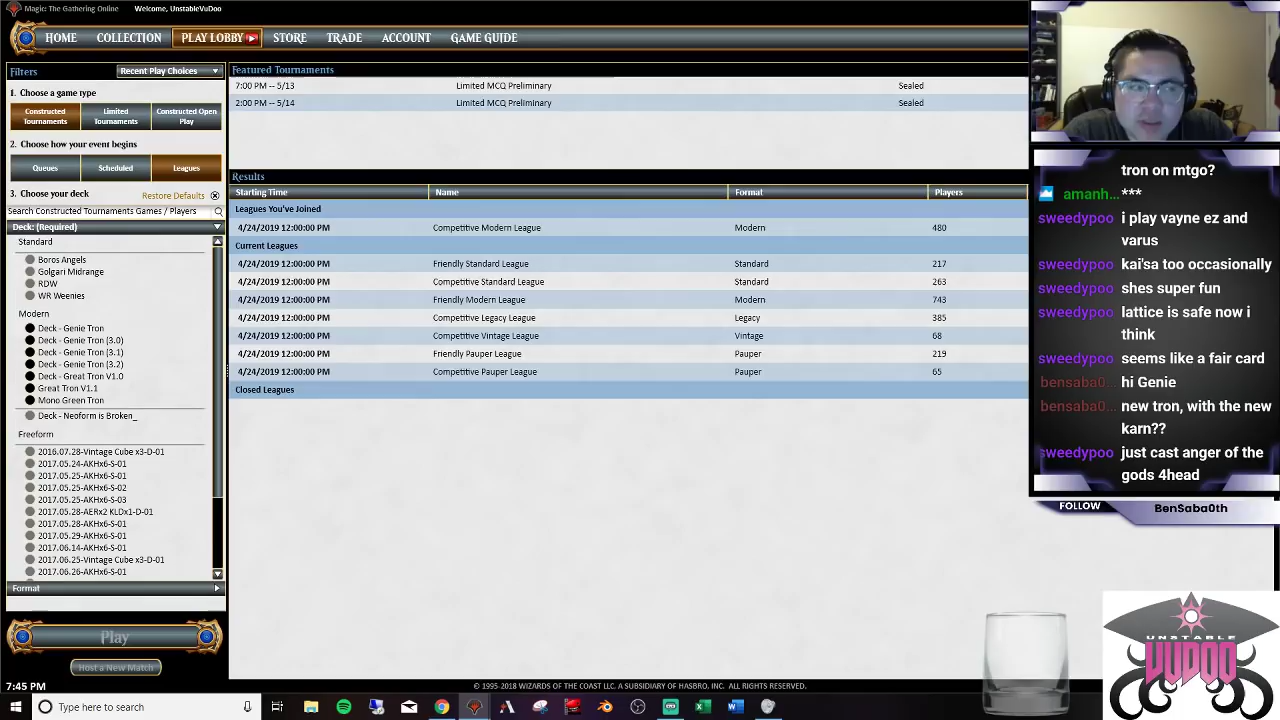 Magic: The Gathering Online Welcome, UnstableVuDoo
HOME COLLECTION PLAY LOBBY STORE TRADE ACCOUNT GAME GUIDE
Filters Recent Play Choices
1. Choose a game type
Constructed Tournaments
Limited Tournaments
Constructed Open Play
2. Choose how your event begins
Queues Scheduled Leagues
3. Choose your deck Restore Defaults
Search Constructed Tournaments Games / Players
Deck: (Required)
Standard
Boros Angels
Golgari Midrange
RDW
WR Weenies
Modern
Deck - Genie Tron
Deck - Genie Tron (3.0)
Deck - Genie Tron (3.1)
Deck - Genie Tron (3.2)
Deck - Great Tron V1.0
Great Tron V1.1
Mono Green Tron
Deck - Neoform is Broken_
Freeform
2016.07.28-Vintage Cube x3-D-01
2017.05.24-AKHx6-S-01
2017.05.25-AKHx6-S-01
2017.05.25-AKHx6-S-02
2017.05.25-AKHx6-S-03
2017.05.28-AERx2 KLDx1-D-01
2017.05.28-AKHx6-S-01
2017.05.29-AKHx6-S-01
2017.06.14-AKHx6-S-01
2017.06.25-Vintage Cube x3-D-01
2017.06.26-AKHx6-S-01
Format
Play
Host a New Match
7:45 PM
Featured Tournaments
7:00 PM -- 5/13 Limited MCQ Preliminary Sealed
2:00 PM -- 5/14 Limited MCQ Preliminary Sealed
Results
Starting Time Name Format Players
Leagues You've Joined
4/24/2019 12:00:00 PM Competitive Modern League Modern 480
Current Leagues
4/24/2019 12:00:00 PM Friendly Standard League Standard 217
4/24/2019 12:00:00 PM Competitive Standard League Standard 263
4/24/2019 12:00:00 PM Friendly Modern League Modern 743
4/24/2019 12:00:00 PM Competitive Legacy League Legacy 385
4/24/2019 12:00:00 PM Competitive Vintage League Vintage 68
4/24/2019 12:00:00 PM Friendly Pauper League Pauper 219
4/24/2019 12:00:00 PM Competitive Pauper League Pauper 65
Closed Leagues
© 1995-2018 WIZARDS OF THE COAST LLC. A SUBSIDIARY OF HASBRO, INC. ALL RIGHTS RESERVED.
tron on mtgo?
amanh... ***
sweedypoo i play vayne ez and
varus
sweedypoo kai'sa too occasionally
sweedypoo shes super fun
sweedypoo lattice is safe now i
think
sweedypoo seems like a fair card
bensaba0... hi Genie
bensaba0... new tron, with the new
karn??
sweedypoo just cast anger of the
gods 4head
FOLLOW BenSaba0th
UNSTABLE
VUDOO
Type here to search